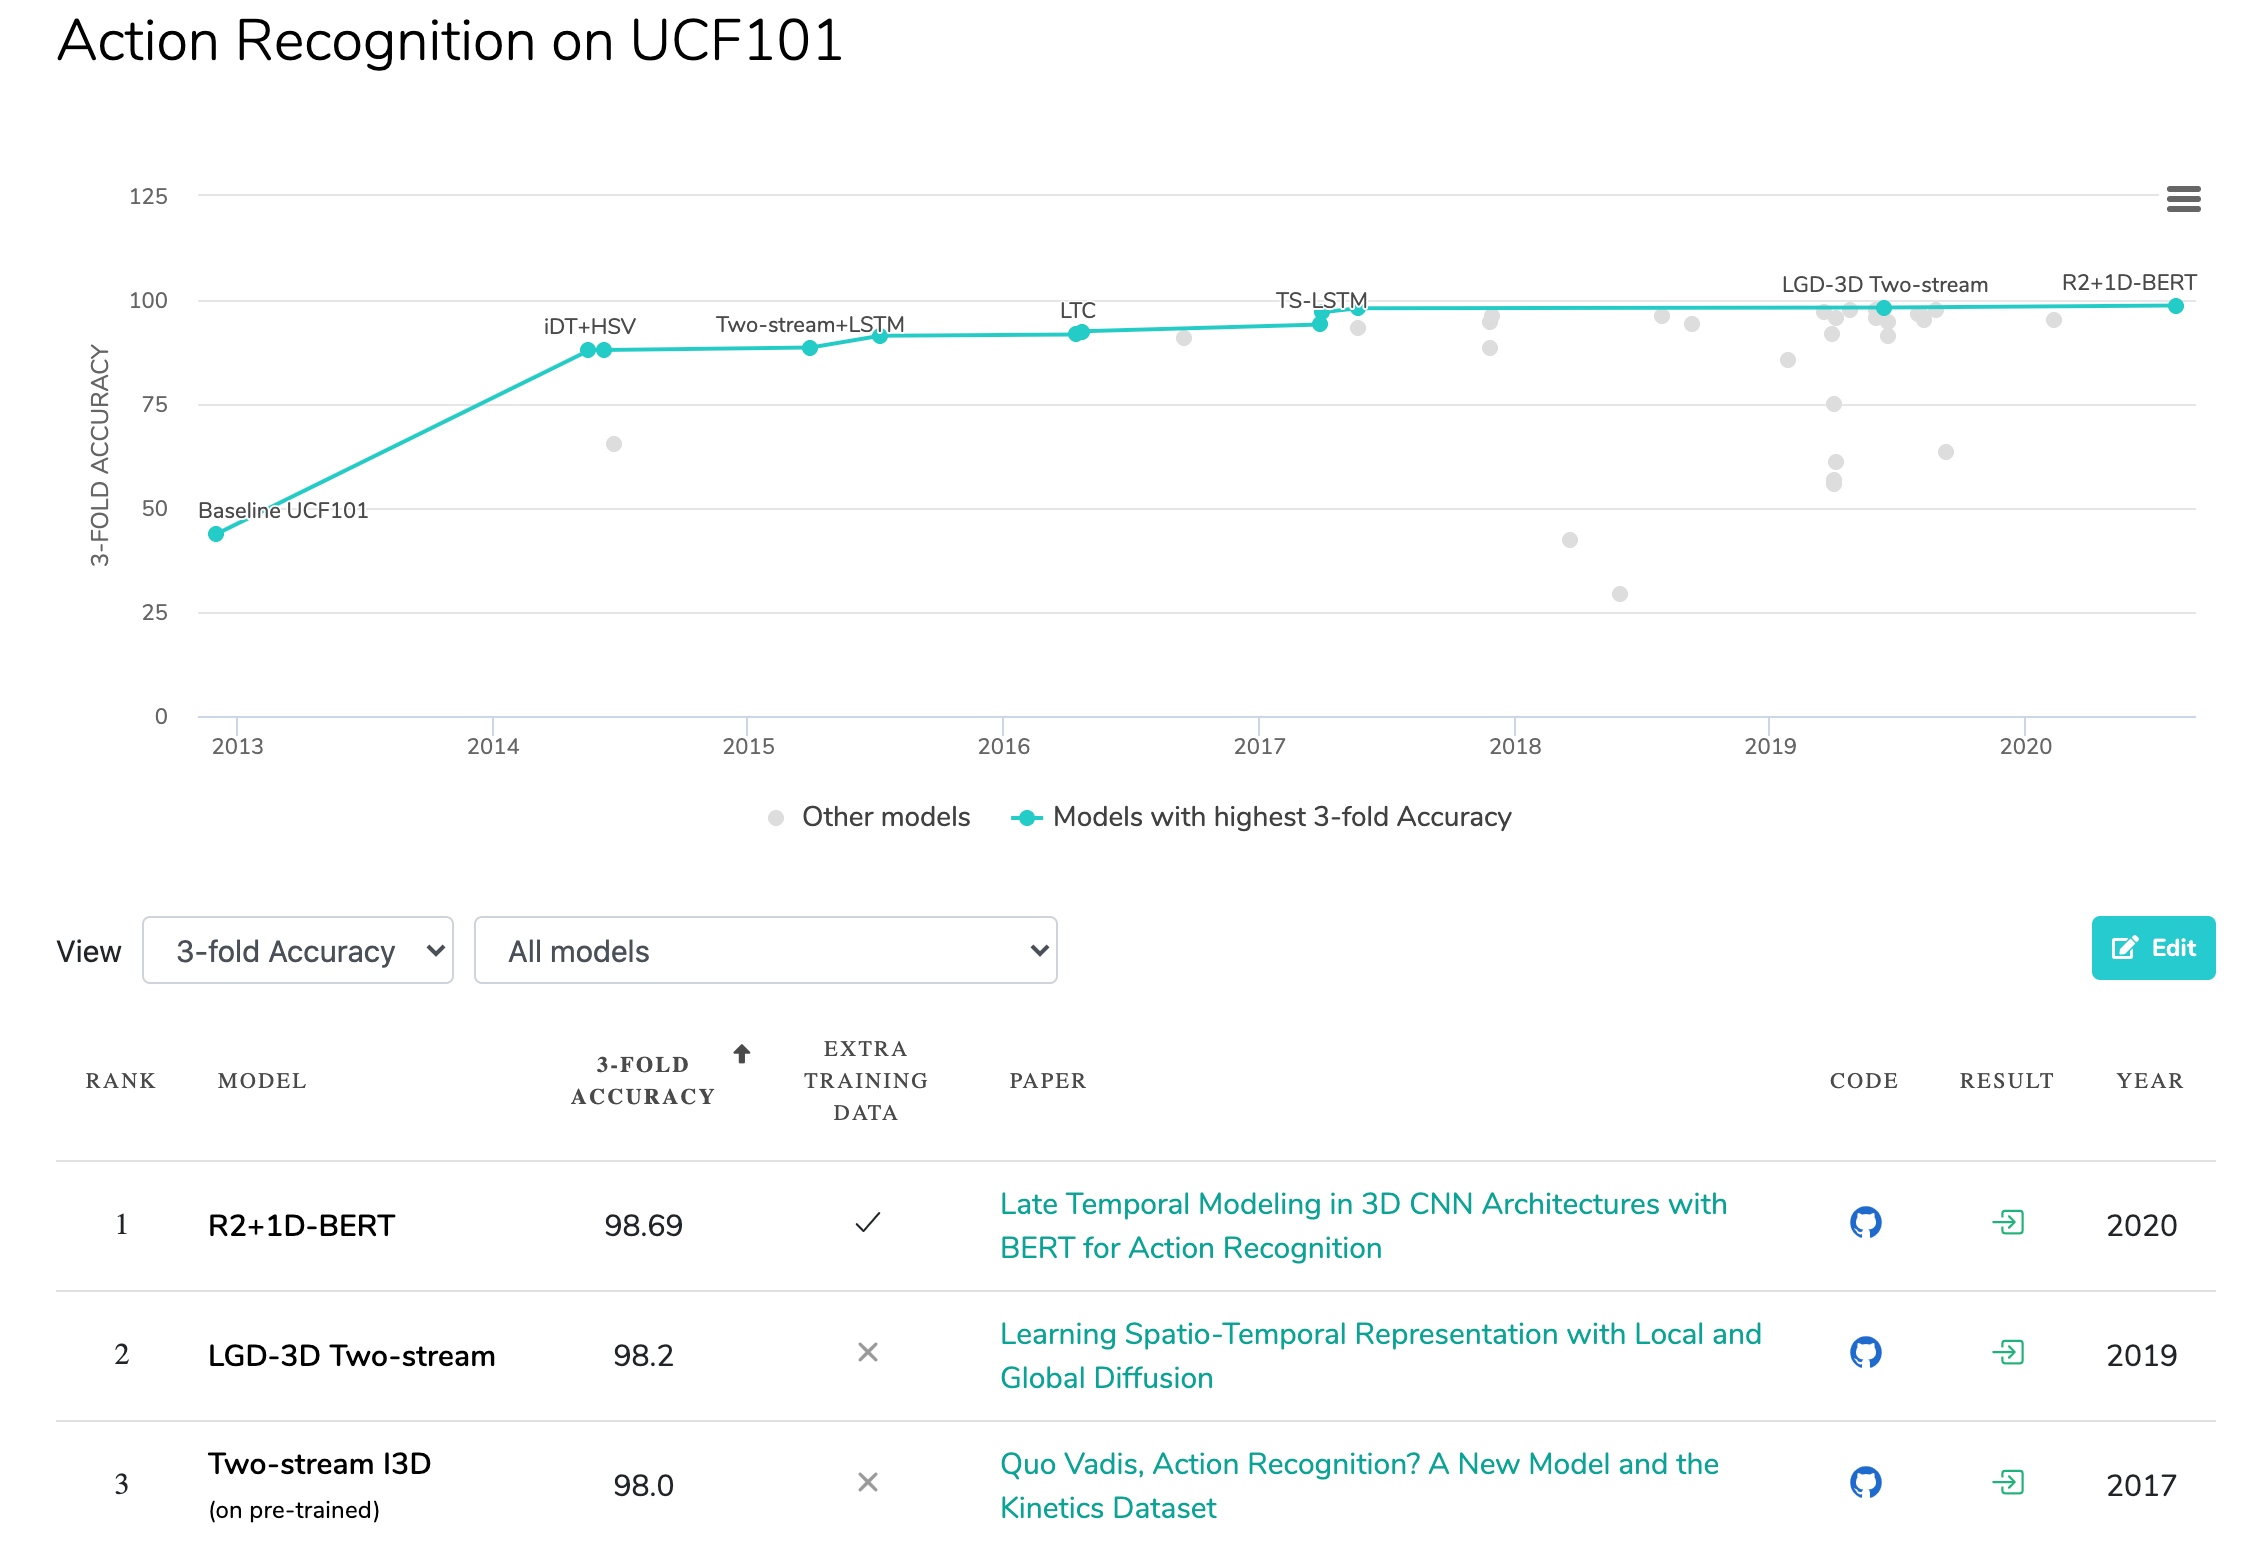 Action Recognition on UCF101
125
100
75
50
25
0
3-FOLD ACCURACY
Baseline UCF101
iDT+HSV
Two-stream+LSTM
LTC
TS-LSTM
LGD-3D Two-stream
R2+1D-BERT
2013 2014 2015 2016 2017 2018 2019 2020
Other models Models with highest 3-fold Accuracy
View 3-fold Accuracy All models Edit
RANK MODEL 3-FOLD ACCURACY EXTRA TRAINING DATA PAPER CODE RESULT YEAR
1 R2+1D-BERT 98.69 ✓ Late Temporal Modeling in 3D CNN Architectures with
BERT for Action Recognition 2020
2 LGD-3D Two-stream 98.2 ✕ Learning Spatio-Temporal Representation with Local and
Global Diffusion 2019
3 Two-stream I3D
(on pre-trained) 98.0 ✕ Quo Vadis, Action Recognition? A New Model and the
Kinetics Dataset 2017